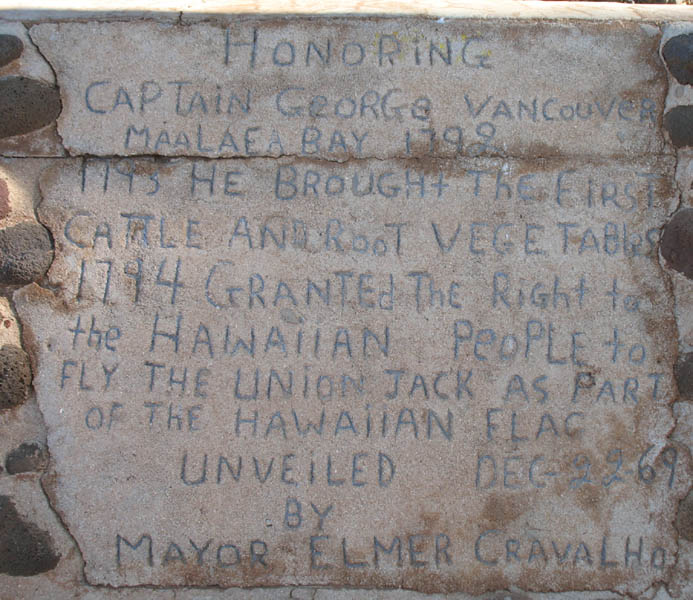 HONORiNG
CAPTAiN GeORGe VANCOUVeR
MAALAEA BAY 1792
1793 HE BROUGHt THE FiRST
CATTLE AND RooT VEGETABLES
1794 GRANTEd THe Right to
the HAWAIIAN PeOPLE to
FLY THE UNION JACK AS PART
OF THE HAWAiiAN FLAG
UNVEiLED DEC-22 69
BY
MAYOR ELMER CRAVALHO